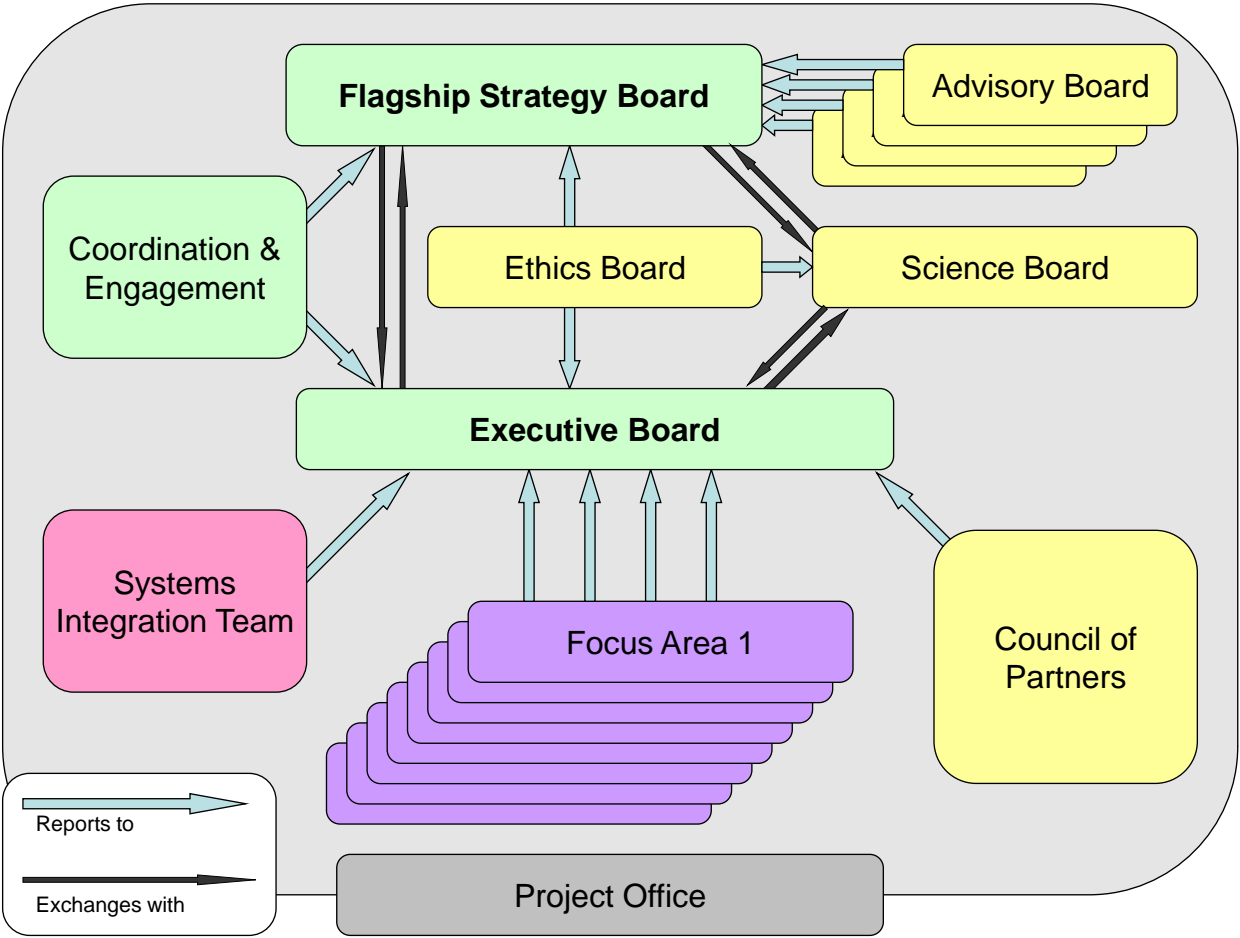 Flagship Strategy Board
Advisory Board
Coordination &
Engagement
Ethics Board
Science Board
Executive Board
Systems
Integration Team
Focus Area 1
Council of
Partners
Reports to
Exchanges with
Project Office